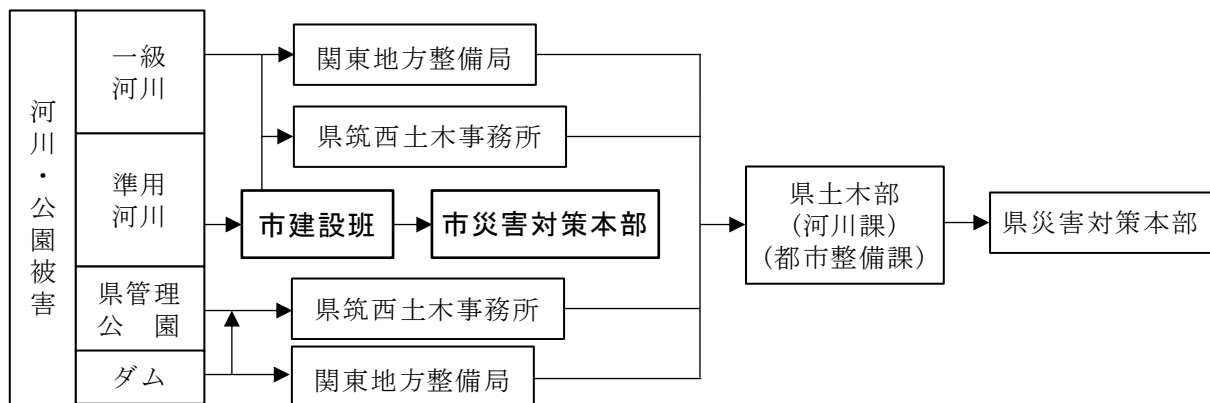 河川・公園被害
一級
河川
準用
河川
県管理
公　園
ダム
関東地方整備局
県筑西土木事務所
市建設班
市災害対策本部
県筑西土木事務所
関東地方整備局
県土木部
(河川課)
(都市整備課)
県災害対策本部